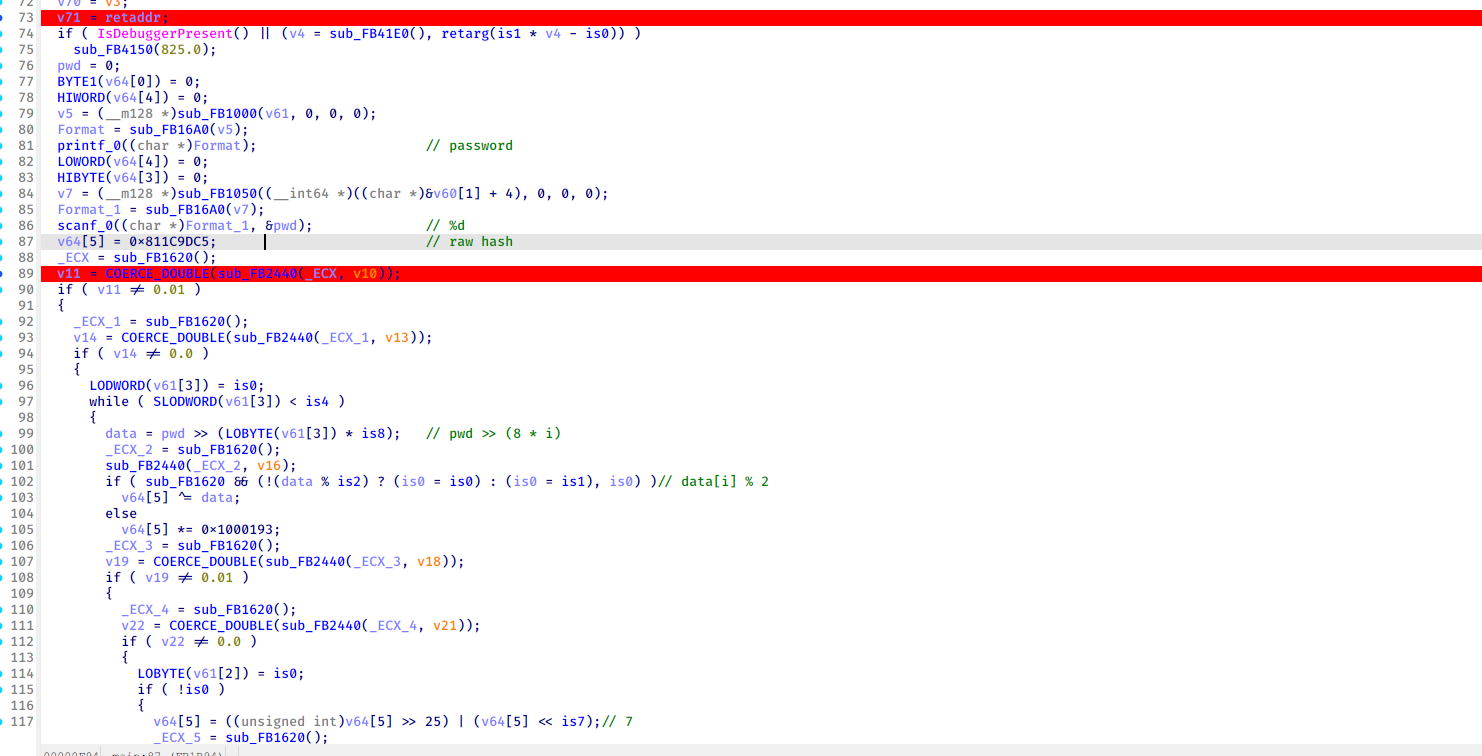 72 v70 = v3;
73 v71 = retaddr;
74 if ( IsDebuggerPresent() || (v4 = sub_FB41E0(), retarg(is1 * v4 - is0)) )
75 sub_FB4150(825.0);
76 pwd = 0;
77 BYTE1(v64[0]) = 0;
78 HIWORD(v64[4]) = 0;
79 v5 = (__m128 *)sub_FB1000(v61, 0, 0, 0);
80 Format = sub_FB16A0(v5);
81 printf_0((char *)Format); // password
82 LOWORD(v64[4]) = 0;
83 HIBYTE(v64[3]) = 0;
84 v7 = (__m128 *)sub_FB1050((__int64 *)((char *)&v60[1] + 4), 0, 0, 0);
85 Format_1 = sub_FB16A0(v7);
86 scanf_0((char *)Format_1, &pwd); // %d
87 v64[5] = 0×811C9DC5; // raw hash
88 _ECX = sub_FB1620();
89 v11 = COERCE_DOUBLE(sub_FB2440(_ECX, v10));
90 if ( v11 ≠ 0.01 )
91 {
92 _ECX_1 = sub_FB1620();
93 v14 = COERCE_DOUBLE(sub_FB2440(_ECX_1, v13));
94 if ( v14 ≠ 0.0 )
95 {
96 LODWORD(v61[3]) = is0;
97 while ( SLODWORD(v61[3]) < is4 )
98 {
99 data = pwd >> (LOBYTE(v61[3]) * is8); // pwd >> (8 * i)
100 _ECX_2 = sub_FB1620();
101 sub_FB2440(_ECX_2, v16);
102 if ( sub_FB1620 && (!(data % is2) ? (is0 = is0) : (is0 = is1), is0) )// data[i] % 2
103 v64[5] ^= data;
104 else
105 v64[5] *= 0×1000193;
106 _ECX_3 = sub_FB1620();
107 v19 = COERCE_DOUBLE(sub_FB2440(_ECX_3, v18));
108 if ( v19 ≠ 0.01 )
109 {
110 _ECX_4 = sub_FB1620();
111 v22 = COERCE_DOUBLE(sub_FB2440(_ECX_4, v21));
112 if ( v22 ≠ 0.0 )
113 {
114 LOBYTE(v61[2]) = is0;
115 if ( !is0 )
116 {
117 v64[5] = ((unsigned int)v64[5] >> 25) | (v64[5] << is7);// 7
_ECX_5 = sub_FB1620();